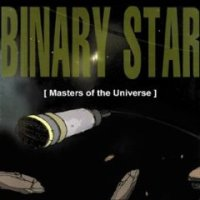 BINARY STAR
[ Masters of the Universe ]